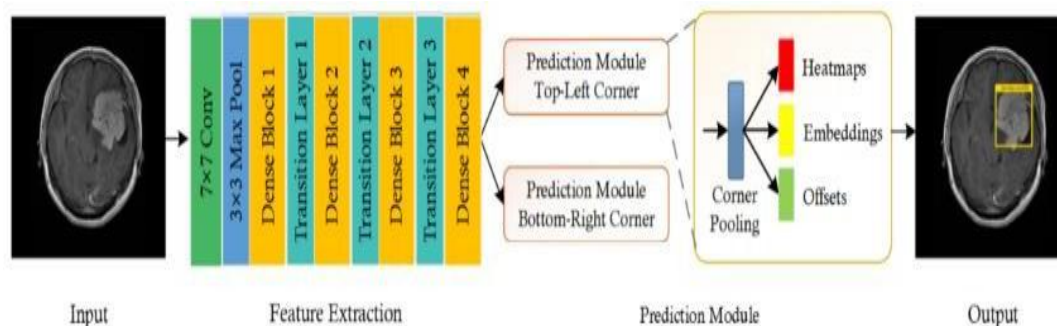 7×7 Conv
3×3 Max Pool
Dense Block 1
Transition Layer 1
Dense Block 2
Transition Layer 2
Dense Block 3
Transition Layer 3
Dense Block 4
Prediction Module
Top-Left Corner
Prediction Module
Bottom-Right Corner
Corner
Pooling
Heatmaps
Embeddings
Offsets
Input
Feature Extraction
Prediction Module
Output